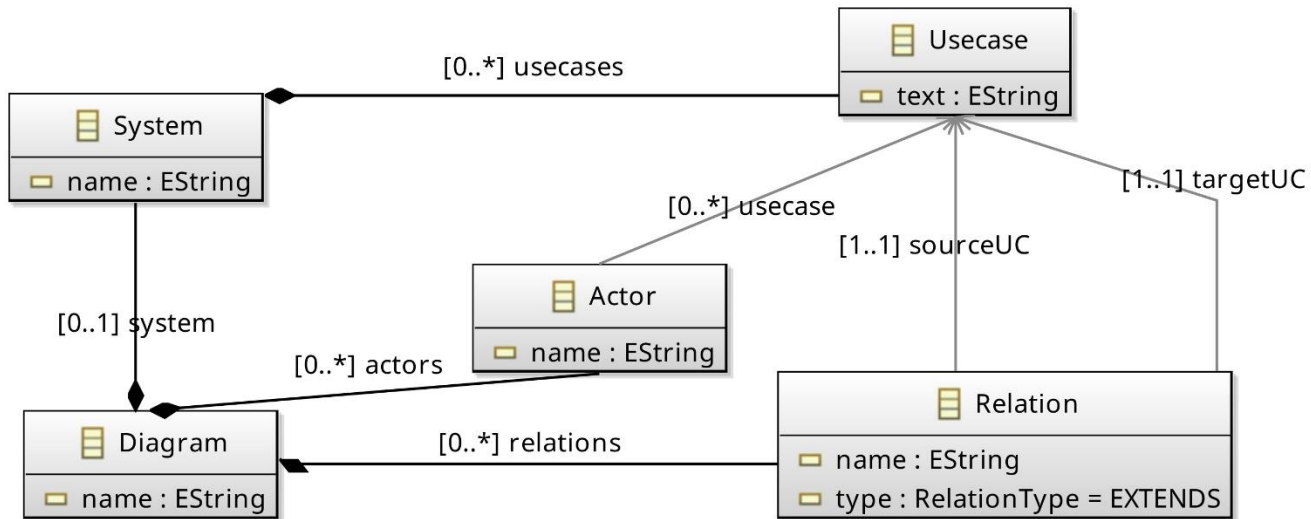 Usecase
text : EString
[0..*] usecases
System
name : EString
[1..1] targetUC
[0..*] usecase
[1..1] sourceUC
Actor
name : EString
[0..1] system
[0..*] actors
Relation
name : EString
type : RelationType = EXTENDS
Diagram
name : EString
[0..*] relations